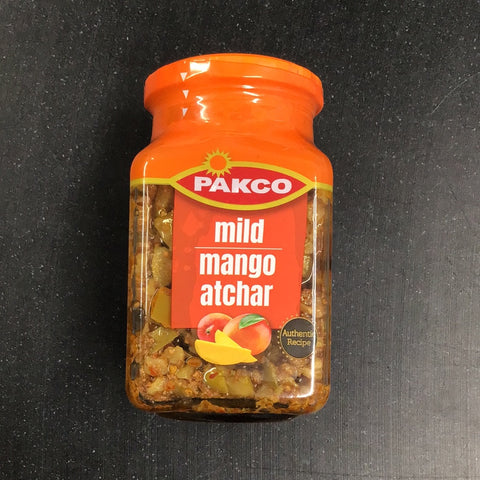 PAKCO
mild
mango
atchar
Authentic
Recipe